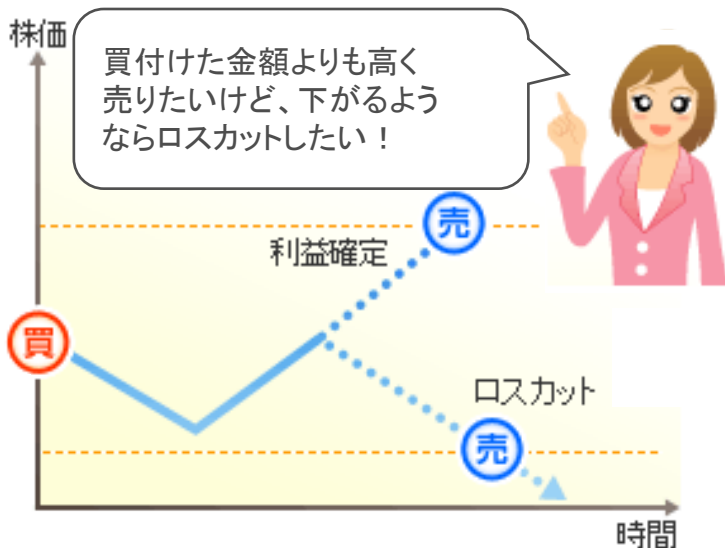 株価
買付けた金額よりも高く
売りたいけど、下がるよう
ならロスカットしたい！
売
利益確定
買
ロスカット
売
時間